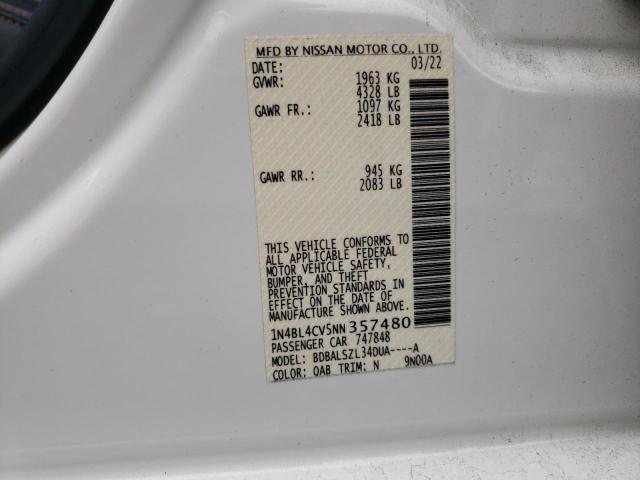 MFD BY NISSAN MOTOR CO., LTD.
DATE: 03/22
GVWR: 1963 KG
4328 LB
GAWR FR.: 1097 KG
2418 LB
GAWR RR.: 945 KG
2083 LB
THIS VEHICLE CONFORMS TO
ALL APPLICABLE FEDERAL
MOTOR VEHICLE SAFETY,
BUMPER, AND THEFT
PREVENTION STANDARDS IN
EFFECT ON THE DATE OF
MANUFACTURE SHOWN ABOVE.
1N4BL4CV5NN357480
PASSENGER CAR 747848
MODEL: BDBALSZL34DUA----A
COLOR: QAB TRIM: N 9N00A